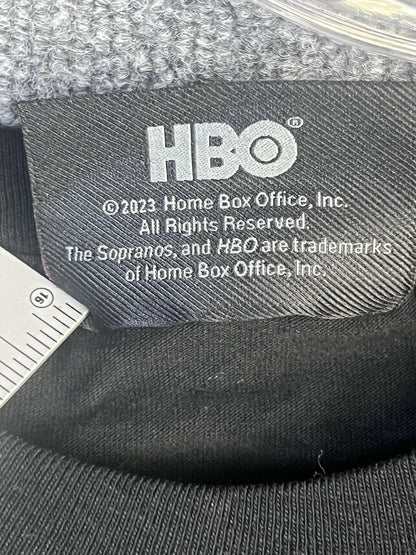 HBO®
©2023 Home Box Office, Inc.
All Rights Reserved.
The Sopranos, and HBO are trademarks
of Home Box Office, Inc.
16